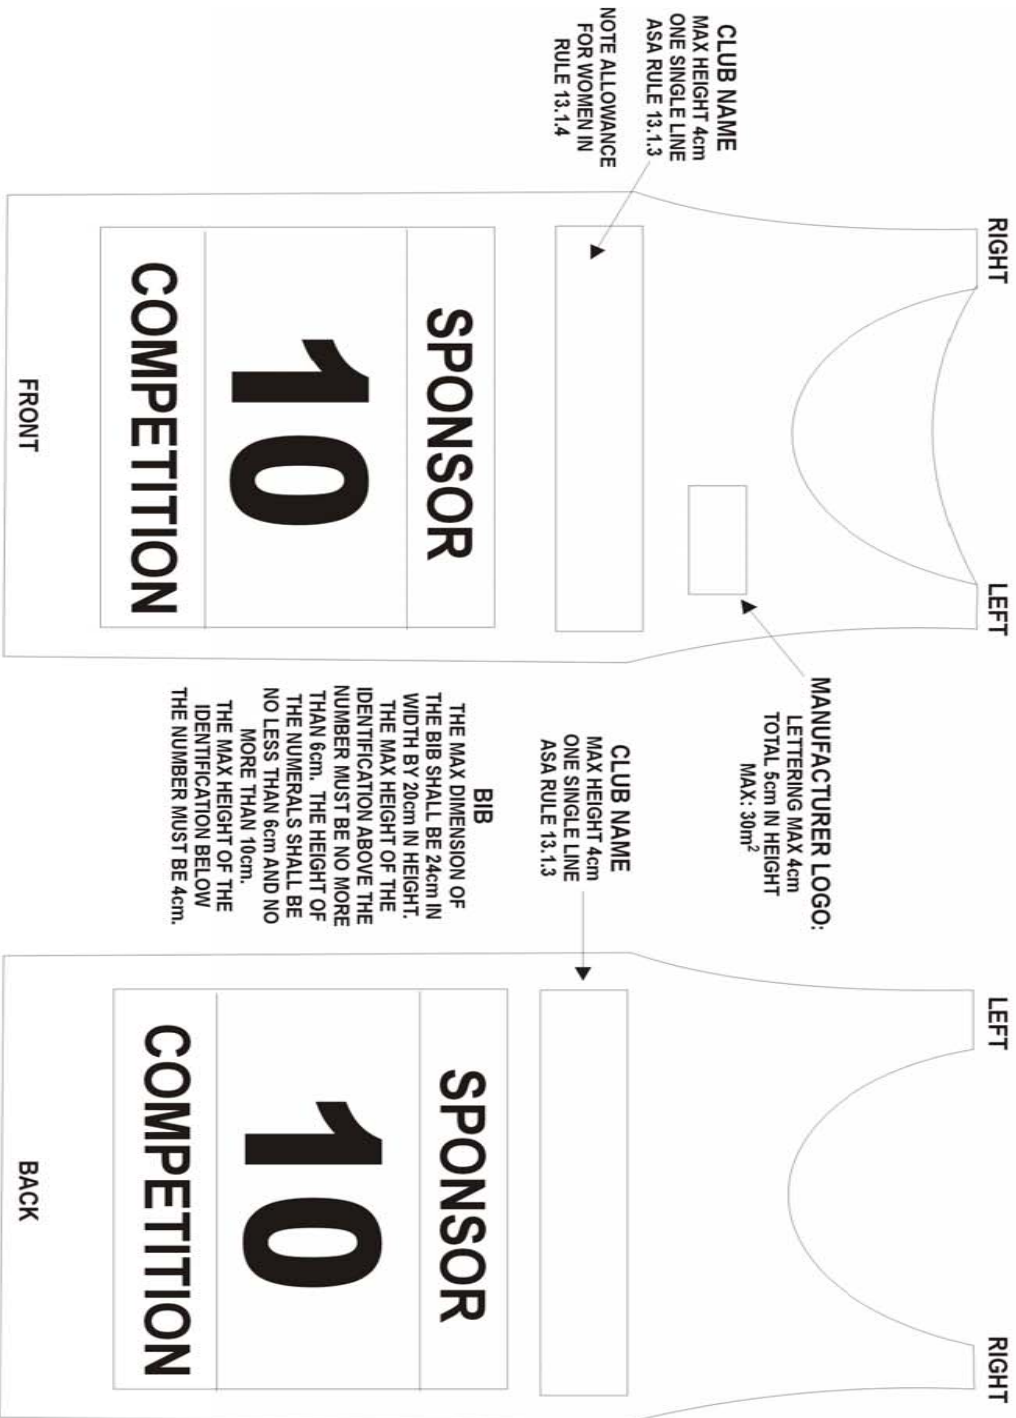 RIGHT
LEFT
CLUB NAME
MAX HEIGHT 4cm
ONE SINGLE LINE
ASA RULE 13.1.3
NOTE ALLOWANCE
FOR WOMEN IN
RULE 13.1.4
MANUFACTURER LOGO:
LETTERING MAX 4cm
TOTAL 5cm IN HEIGHT
MAX: 30m²
SPONSOR
10
COMPETITION
FRONT
CLUB NAME
MAX HEIGHT 4cm
ONE SINGLE LINE
ASA RULE 13.1.3
BIB
THE MAX DIMENSION OF
THE BIB SHALL BE 24cm IN
WIDTH BY 20cm IN HEIGHT.
THE MAX HEIGHT OF THE
IDENTIFICATION ABOVE THE
NUMBER MUST BE NO MORE
THAN 6cm. THE HEIGHT OF
THE NUMERALS SHALL BE
NO LESS THAN 6cm AND NO
MORE THAN 10cm.
THE MAX HEIGHT OF THE
IDENTIFICATION BELOW
THE NUMBER MUST BE 4cm.
LEFT
RIGHT
SPONSOR
10
COMPETITION
BACK